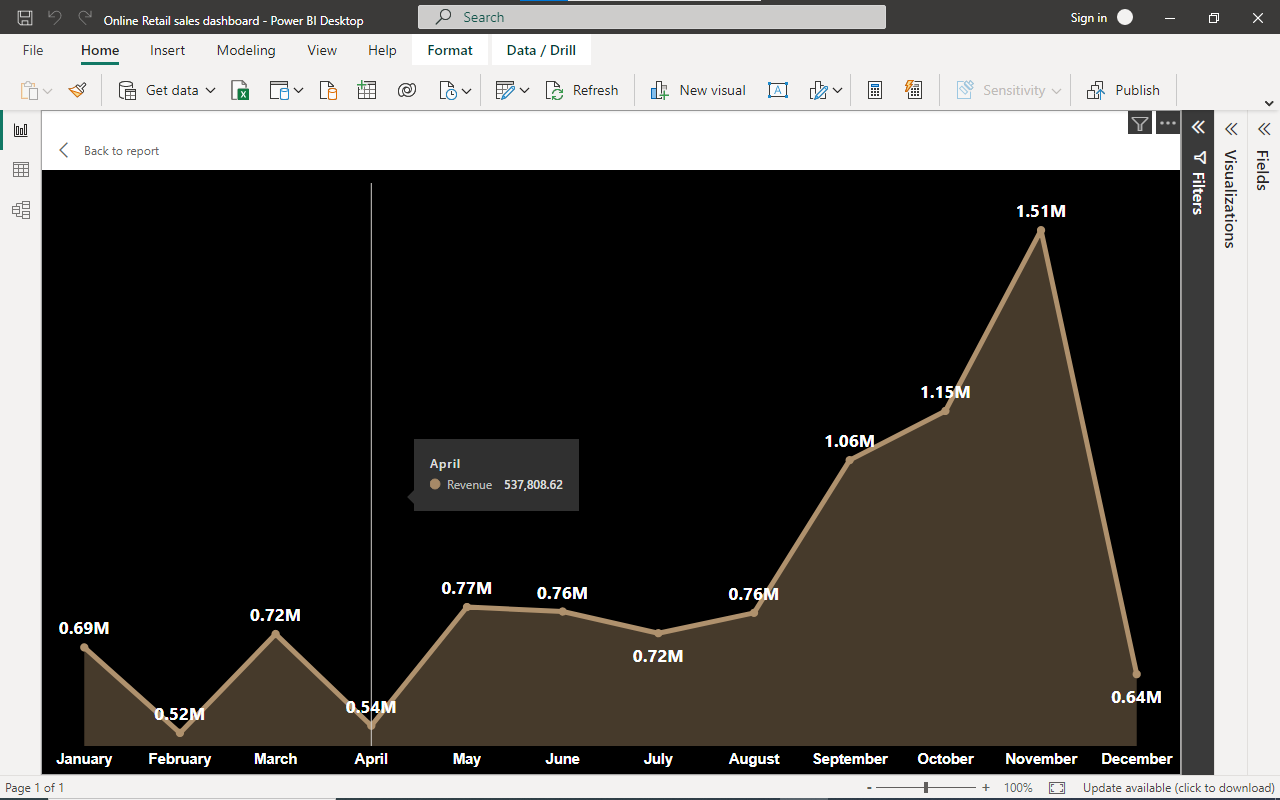 Online Retail sales dashboard - Power BI Desktop
Search
Sign in
File Home Insert Modeling View Help Format Data / Drill
Get data
Refresh
New visual
Sensitivity
Publish
Back to report
Filters
Visualizations
Fields
1.51M
1.15M
1.06M
April
Revenue 537,808.62
0.77M
0.76M
0.76M
0.72M
0.69M
0.72M
0.64M
0.54M
0.52M
January February March April May June July August September October November December
Page 1 of 1
- + 100%
Update available (click to download)